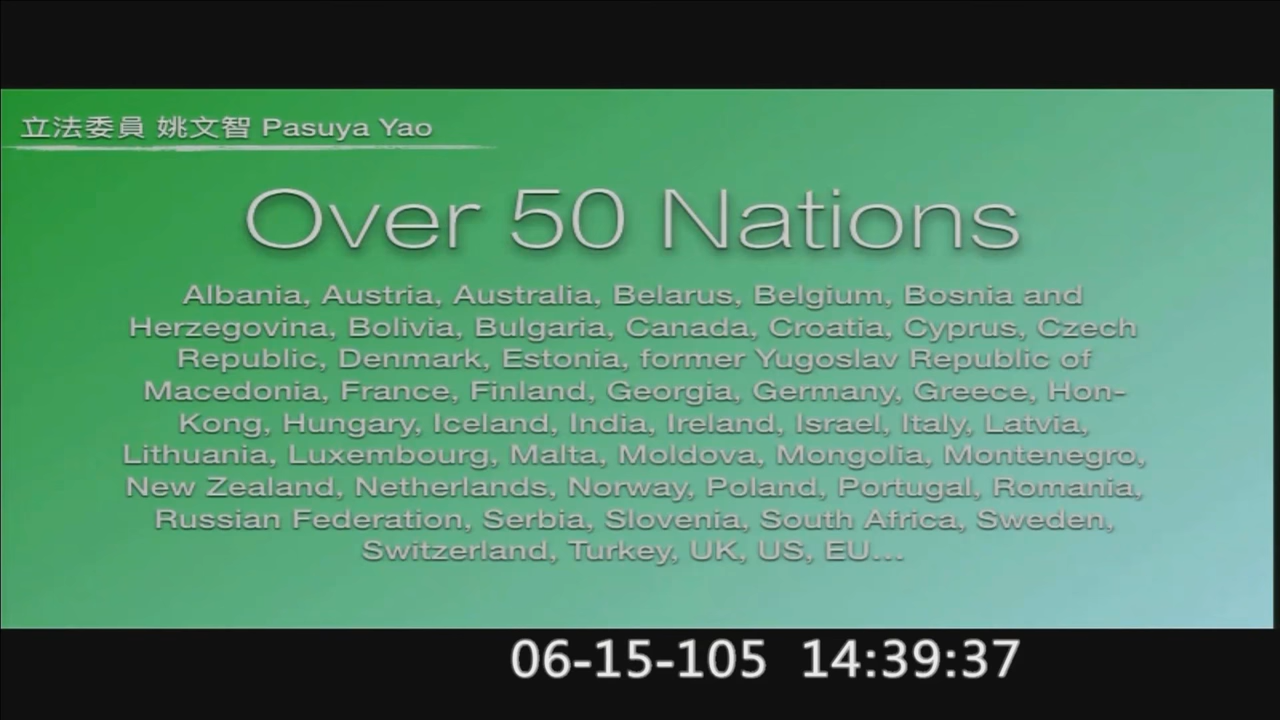 立法委員 姚文智 Pasuya Yao
Over 50 Nations
Albania, Austria, Australia, Belarus, Belgium, Bosnia and
Herzegovina, Bolivia, Bulgaria, Canada, Croatia, Cyprus, Czech
Republic, Denmark, Estonia, former Yugoslav Republic of
Macedonia, France, Finland, Georgia, Germany, Greece, Hon-
Kong, Hungary, Iceland, India, Ireland, Israel, Italy, Latvia,
Lithuania, Luxembourg, Malta, Moldova, Mongolia, Montenegro,
New Zealand, Netherlands, Norway, Poland, Portugal, Romania,
Russian Federation, Serbia, Slovenia, South Africa, Sweden,
Switzerland, Turkey, UK, US, EU...
06-15-105 14:39:37